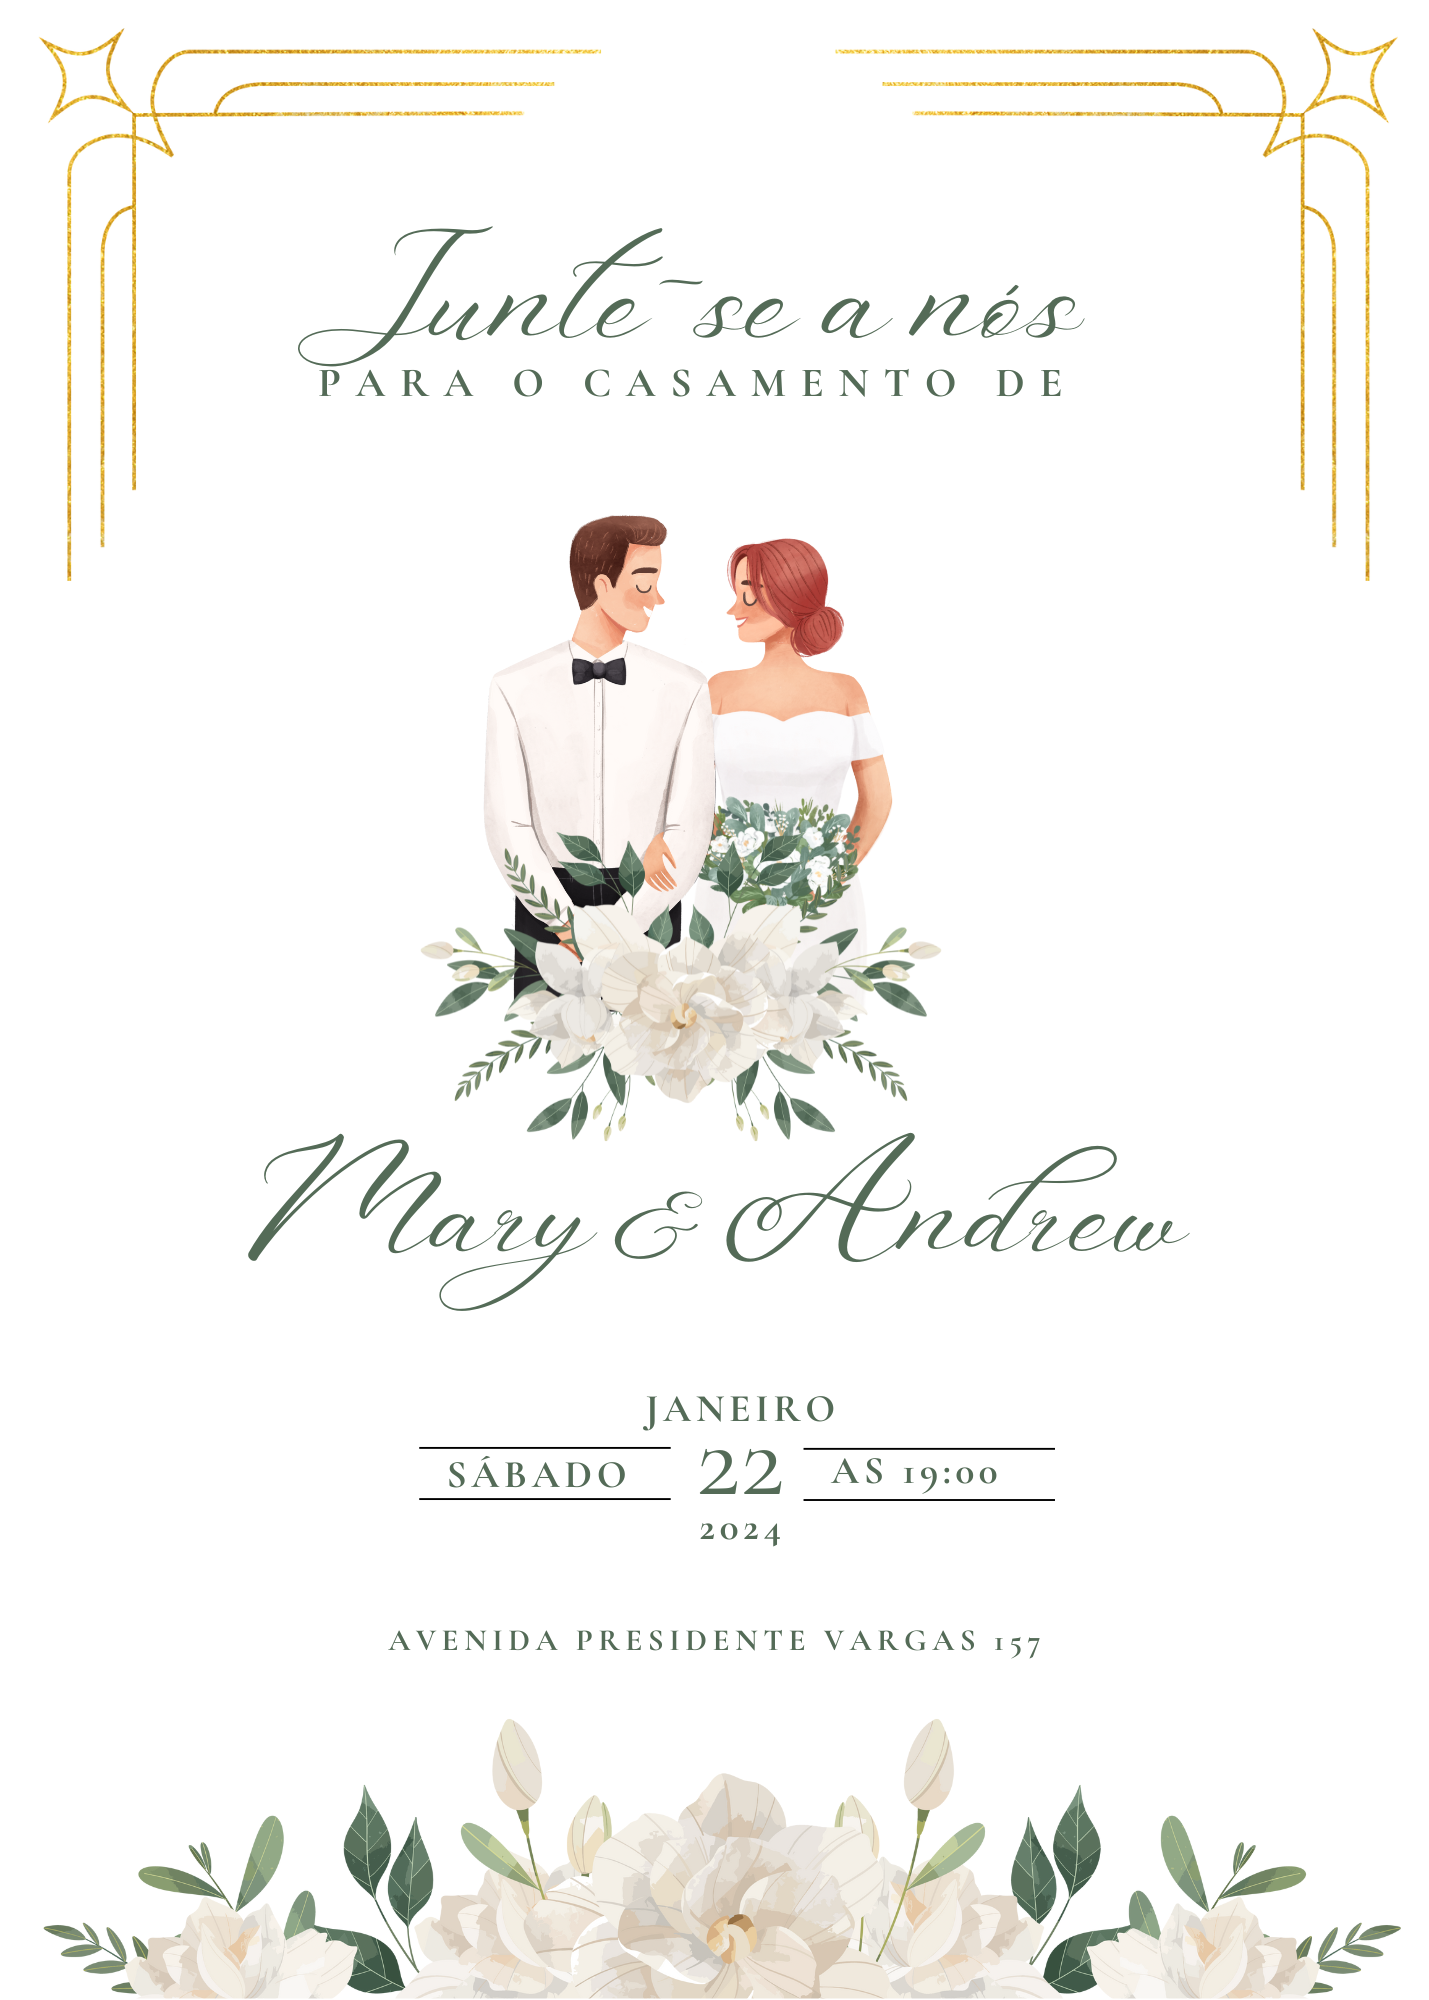 Junte-se a nós
PARA O CASAMENTO DE
Mary & Andrew
JANEIRO
SÁBADO 22 AS 19:00
2024
AVENIDA PRESIDENTE VARGAS 157